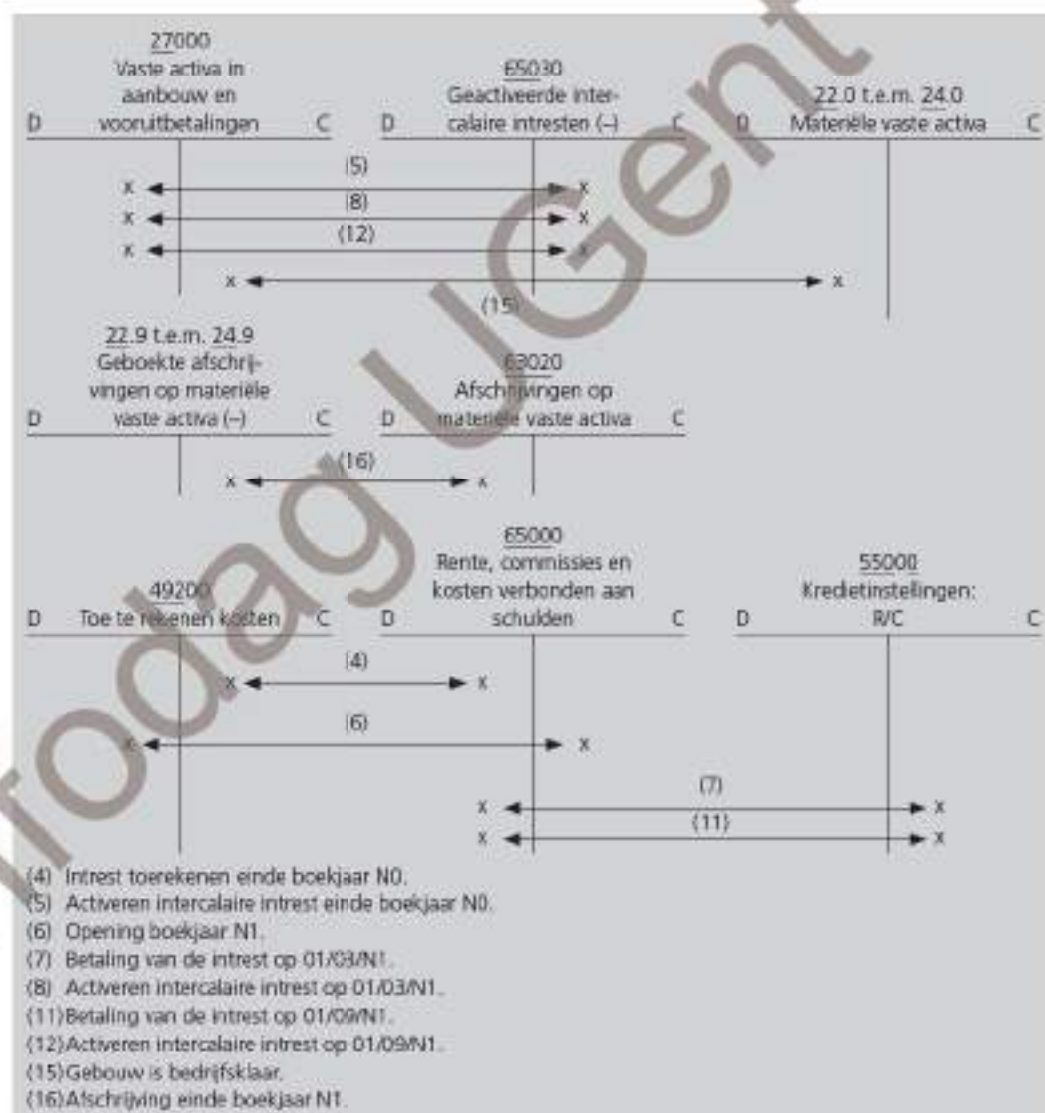 27000
Vaste activa in
aanbouw en
D vooruitbetalingen C
65030
Geactiveerde inter-
D calaire intresten (–) C
22.0 t.e.m. 24.0
D Materiële vaste activa C
(5)
x x
(8)
x x
(12)
x x
x x
(15)
22.9 t.e.m. 24.9
Geboekte afschrij-
vingen op materiële
D vaste activa (–) C
63020
Afschrijvingen op
D materiële vaste activa C
(16)
x x
49200
D Toe te rekenen kosten C
65000
Rente, commissies en
kosten verbonden aan
D schulden C
55000
Kredietinstellingen:
D R/C C
(4)
x x
(6)
x x
(7)
x x
(11)
x x
(4) Intrest toerekenen einde boekjaar N0.
(5) Activeren intercalaire intrest einde boekjaar N0.
(6) Opening boekjaar N1.
(7) Betaling van de intrest op 01/03/N1.
(8) Activeren intercalaire intrest op 01/03/N1.
(11) Betaling van de intrest op 01/09/N1.
(12) Activeren intercalaire intrest op 01/09/N1.
(15) Gebouw is bedrijfsklaar.
(16) Afschrijving einde boekjaar N1.
UGent